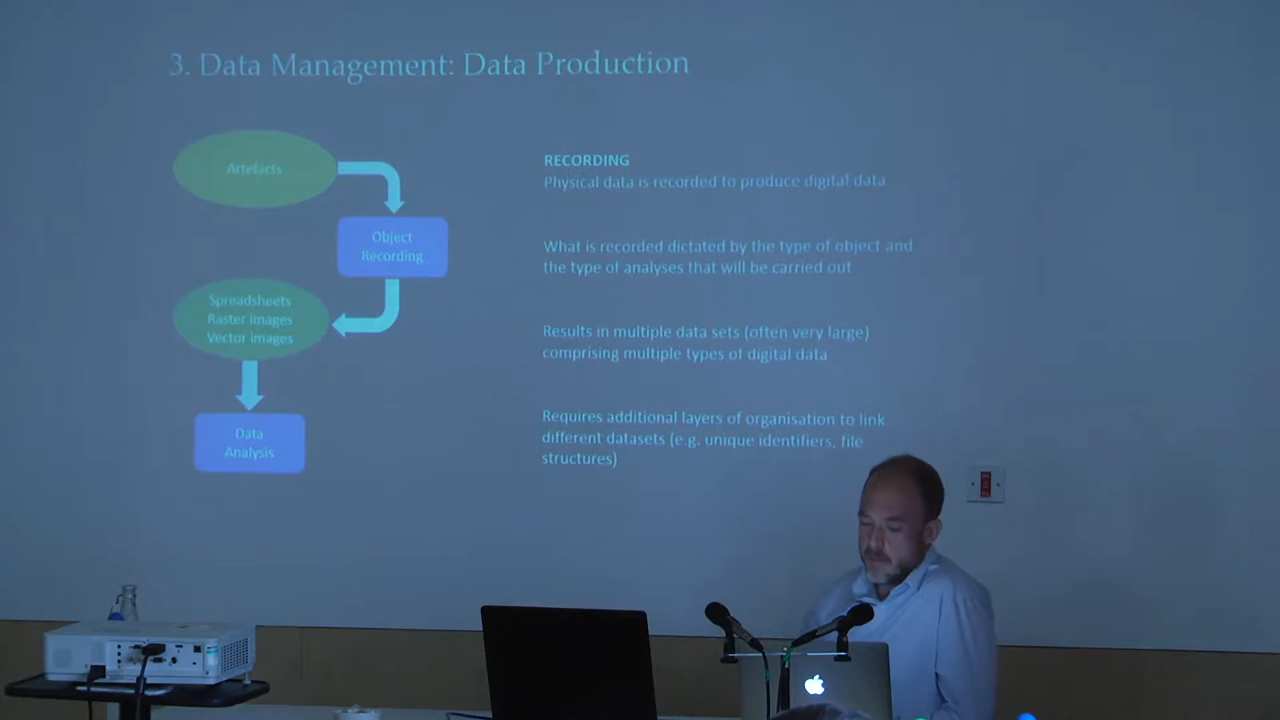 3. Data Management: Data Production
Artefacts
Object
Recording
Spreadsheets
Raster images
Vector images
Data
Analysis
RECORDING
Physical data is recorded to produce digital data
What is recorded dictated by the type of object and
the type of analyses that will be carried out
Results in multiple data sets (often very large)
comprising multiple types of digital data
Requires additional layers of organisation to link
different datasets (e.g. unique identifiers, file
structures)